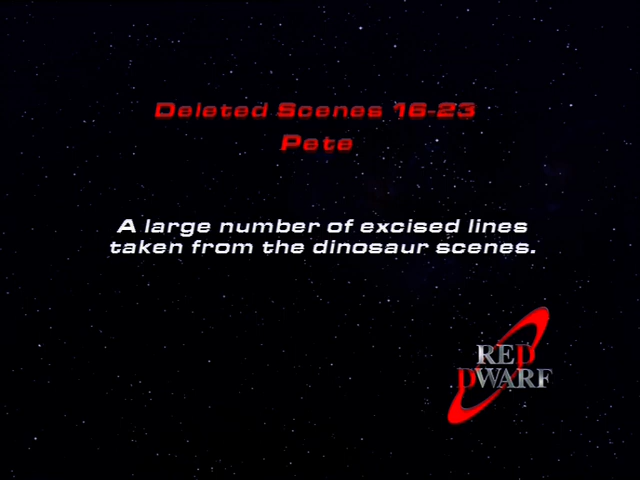 Deleted Scenes 16-23
Pete
A large number of excised lines
taken from the dinosaur scenes.
RED
DWARF